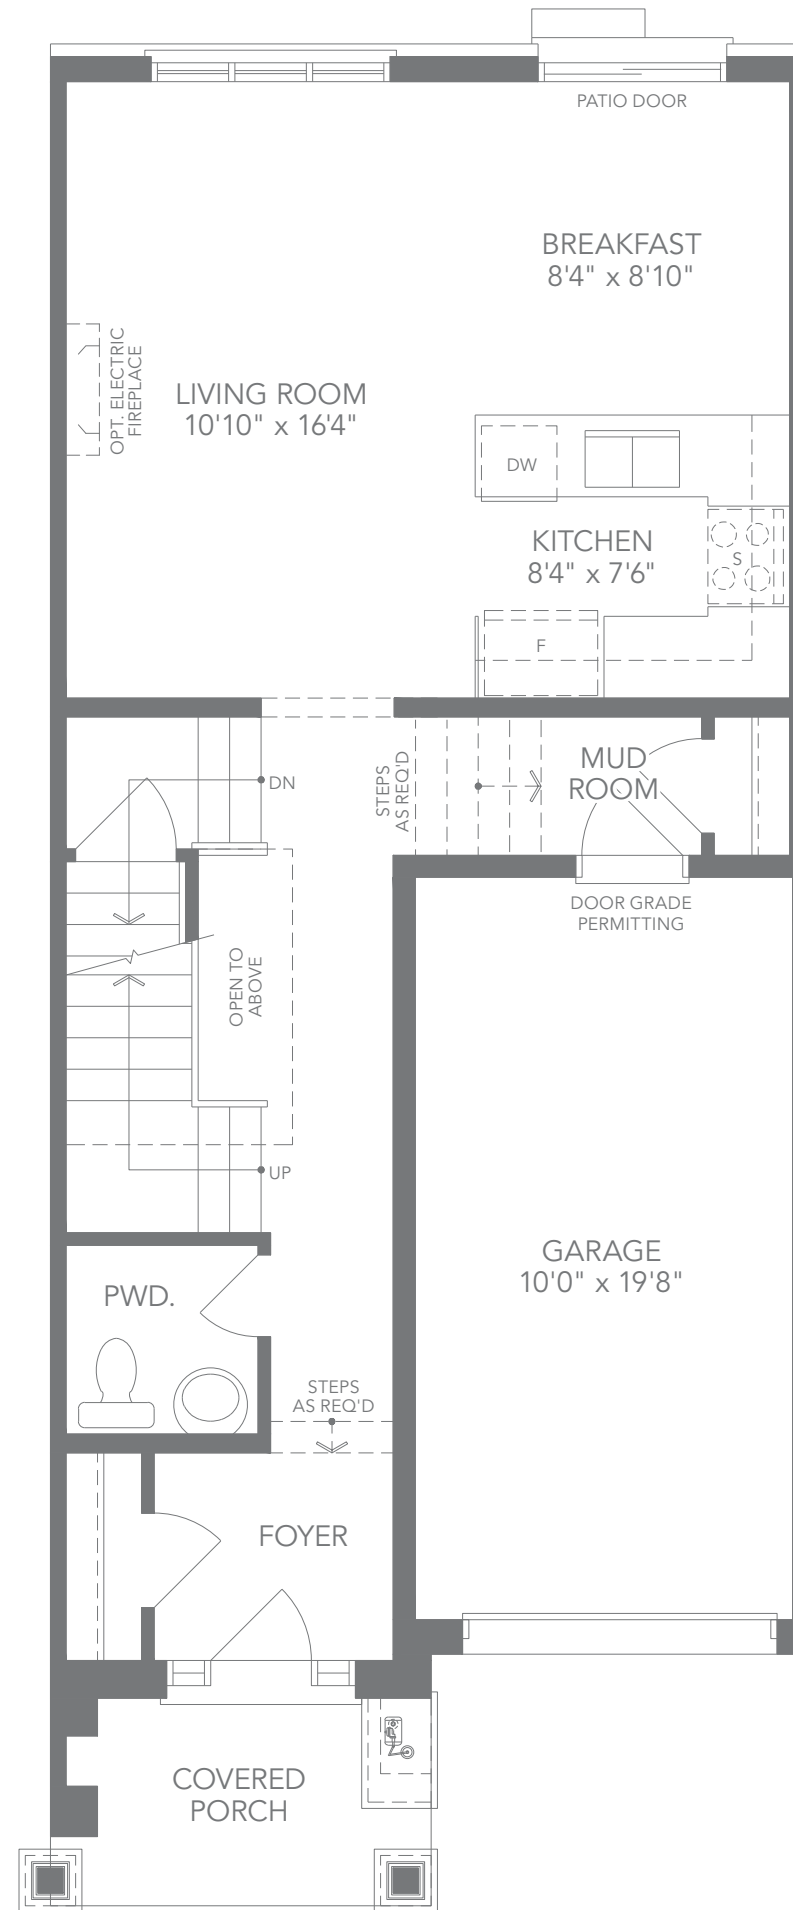 PATIO DOOR
BREAKFAST
8'4" x 8'10"
OPT. ELECTRIC
FIREPLACE
LIVING ROOM
10'10" x 16'4"
DW
KITCHEN
8'4" x 7'6"
S
F
DN
STEPS
AS REQ'D
MUD
ROOM
DOOR GRADE
PERMITTING
OPEN TO
ABOVE
UP
GARAGE
10'0" x 19'8"
PWD.
STEPS
AS REQ'D
FOYER
COVERED
PORCH